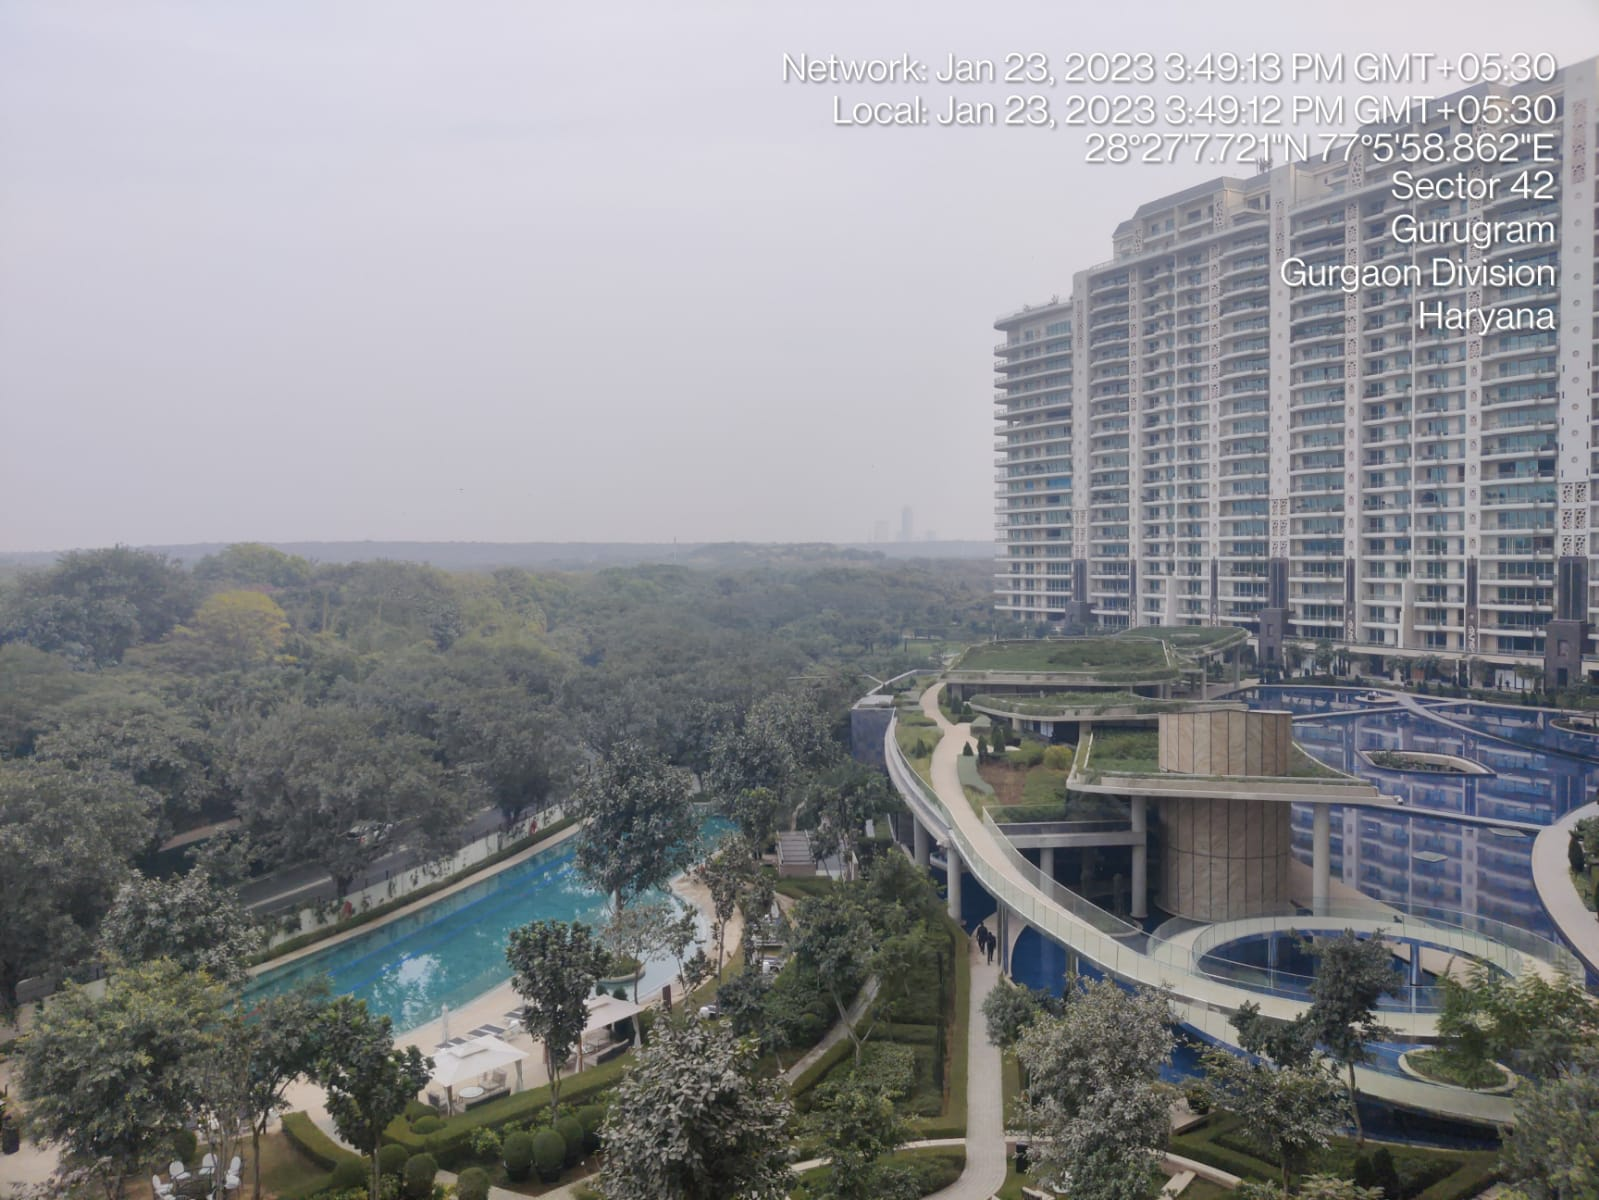 Network: Jan 23, 2023 3:49:13 PM GMT+05:30
Local: Jan 23, 2023 3:49:12 PM GMT+05:30
28°27'7.721"N 77°5'58.862"E
Sector 42
Gurugram
Gurgaon Division
Haryana